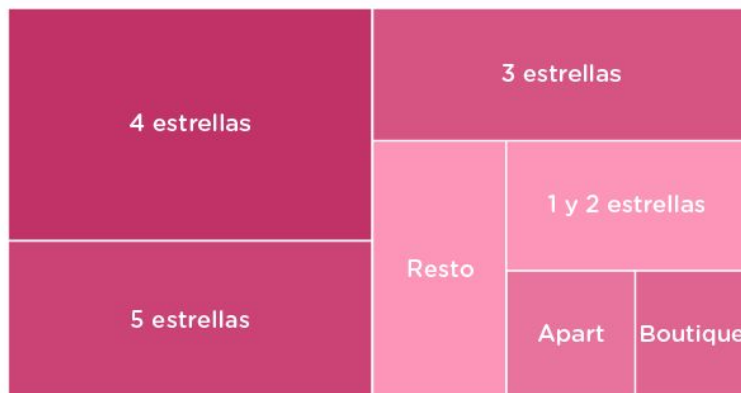 4 estrellas
3 estrellas
1 y 2 estrellas
Resto
5 estrellas
Apart
Boutique